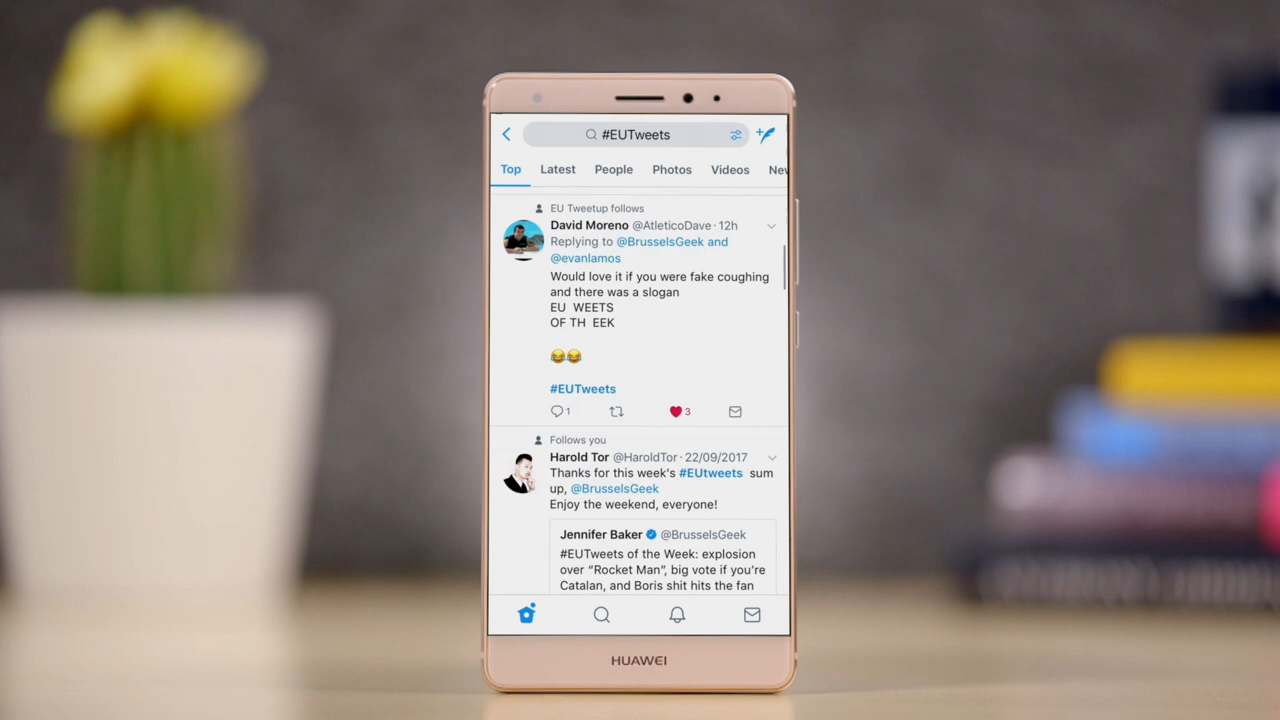 #EUTweets
Top Latest People Photos Videos Nev
EU Tweetup follows
David Moreno @AtleticoDave · 12h
Replying to @BrusselsGeek and
@evanlamos
Would love it if you were fake coughing
and there was a slogan
EU WEETS
OF TH EEK
😂😂
#EUTweets
1 3
Follows you
Harold Tor @HaroldTor · 22/09/2017
Thanks for this week's #EUtweets sum
up, @BrusselsGeek
Enjoy the weekend, everyone!
Jennifer Baker @BrusselsGeek
#EUTweets of the Week: explosion
over “Rocket Man”, big vote if you’re
Catalan, and Boris shit hits the fan
HUAWEI